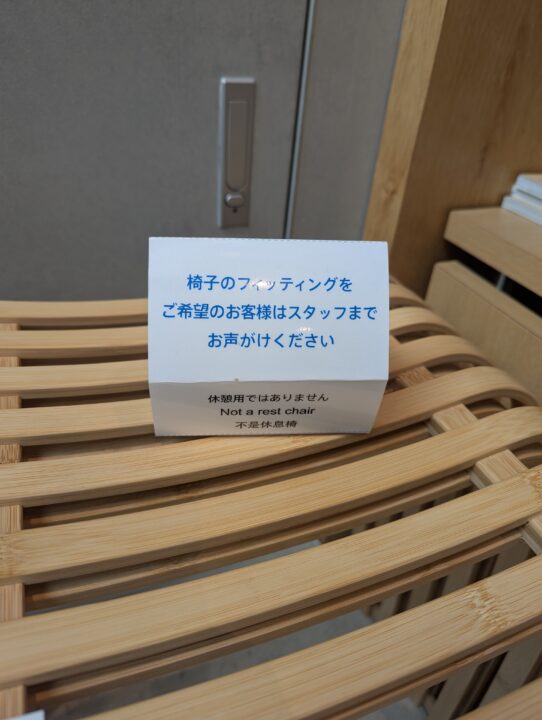 椅子のフィッティングを
ご希望のお客様はスタッフまで
お声がけください
休憩用ではありません
Not a rest chair
不是休息椅